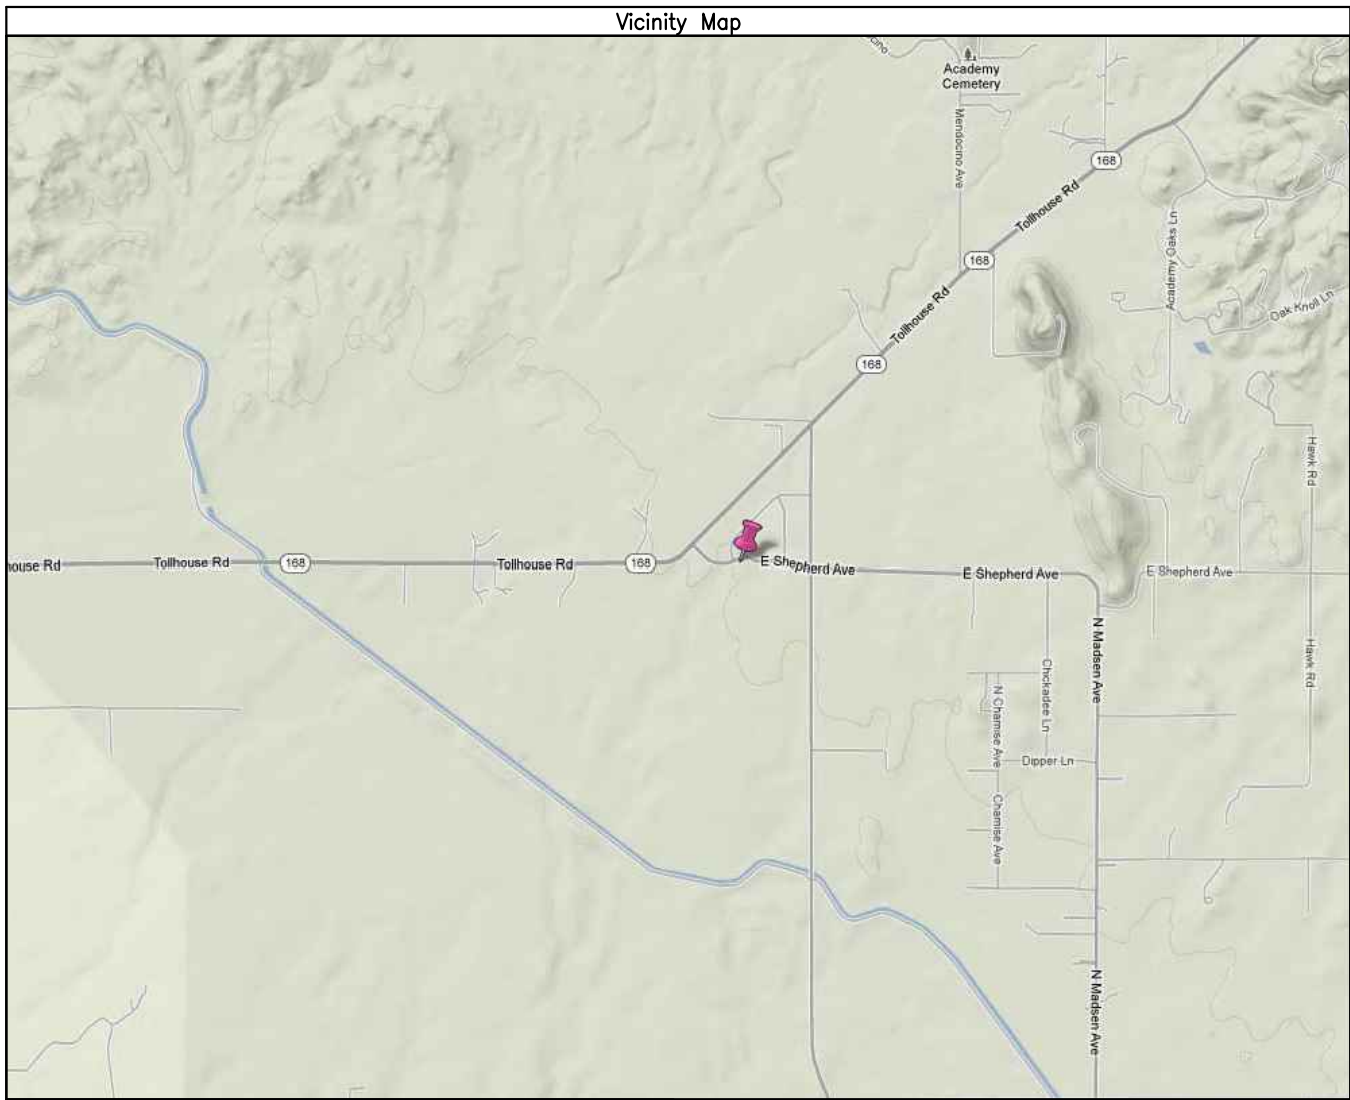 Vicinity Map
cino
Academy
Cemetery
Mendocino Ave
168
Tollhouse Rd
168
Academy Oaks Ln
Tollhouse Rd
Oak Knoll Ln
168
Hawk Rd
house Rd
Tollhouse Rd
168
Tollhouse Rd
168
E Shepherd Ave
E Shepherd Ave
E Shepherd Ave
N Madsen Ave
Hawk Rd
Chickadee Ln
N Chamise Ave
Dipper Ln
Chamise Ave
N Madsen Ave